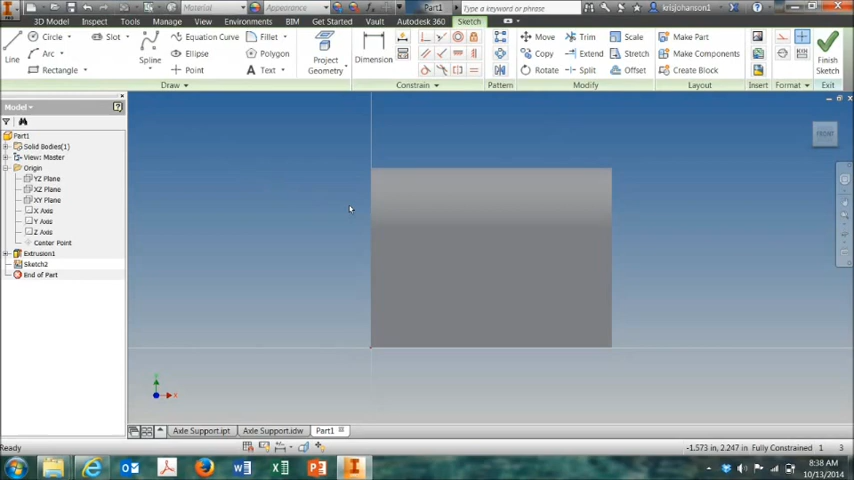 Material
Appearance
Part1
Type a keyword or phrase
krisjohanson1
3D Model Inspect Tools Manage View Environments BIM Get Started Vault Autodesk 360 Sketch
Line
Circle
Arc
Rectangle
Slot
Spline
Equation Curve
Ellipse
Point
Fillet
Polygon
Text
Project
Geometry
Dimension
Move
Copy
Rotate
Trim
Extend
Split
Scale
Stretch
Offset
Make Part
Make Components
Create Block
Finish
Sketch
Draw
Constrain
Pattern
Modify
Layout
Insert
Format
Exit
Model
Part1
Solid Bodies(1)
View: Master
Origin
YZ Plane
XZ Plane
XY Plane
X Axis
Y Axis
Z Axis
Center Point
Extrusion1
Sketch2
End of Part
FRONT
Y
X
Axle Support.ipt
Axle Support.idw
Part1
Ready
-1.573 in, 2.247 in Fully Constrained 1 3
8:38 AM
10/13/2014